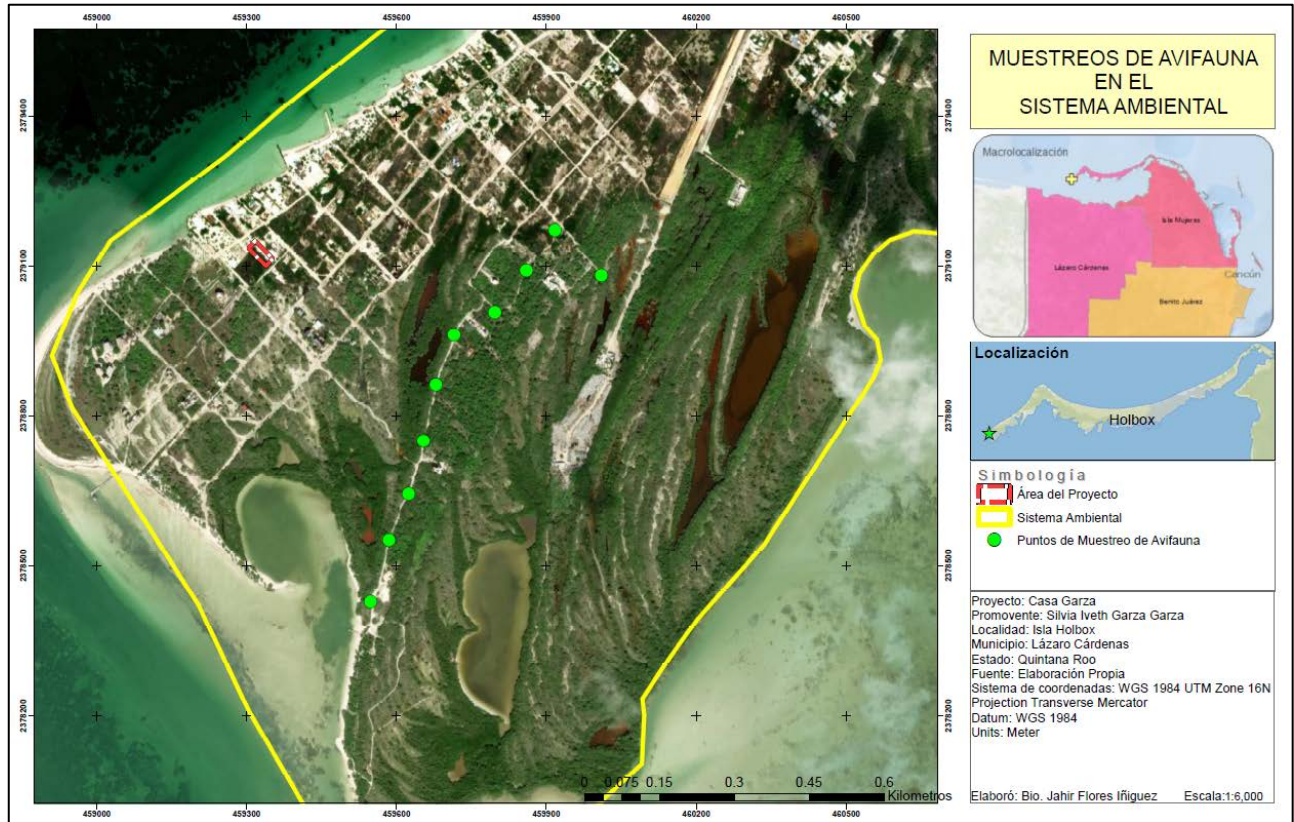 459000 459300 459600 459900 460200 460500
2379400 2379400
2379100 2379100
2378800 2378800
2378500 2378500
2378200 2378200
0 0.075 0.15 0.3 0.45 0.6
Kilometros
459000 459300 459600 459900 460200 460500
MUESTREOS DE AVIFAUNA
EN EL
SISTEMA AMBIENTAL
Macrolocalización
Isla Mujeres
Lázaro Cárdenas
Cancún
Benito Juárez
Localización
Holbox
Simbología
Área del Proyecto
Sistema Ambiental
Puntos de Muestreo de Avifauna
Proyecto: Casa Garza
Promovente: Silvia Iveth Garza Garza
Localidad: Isla Holbox
Municipio: Lázaro Cárdenas
Estado: Quintana Roo
Fuente: Elaboración Propia
Sistema de coordenadas: WGS 1984 UTM Zone 16N
Projection Transverse Mercator
Datum: WGS 1984
Units: Meter
Elaboró: Bio. Jahir Flores Iñiguez Escala:1:6,000